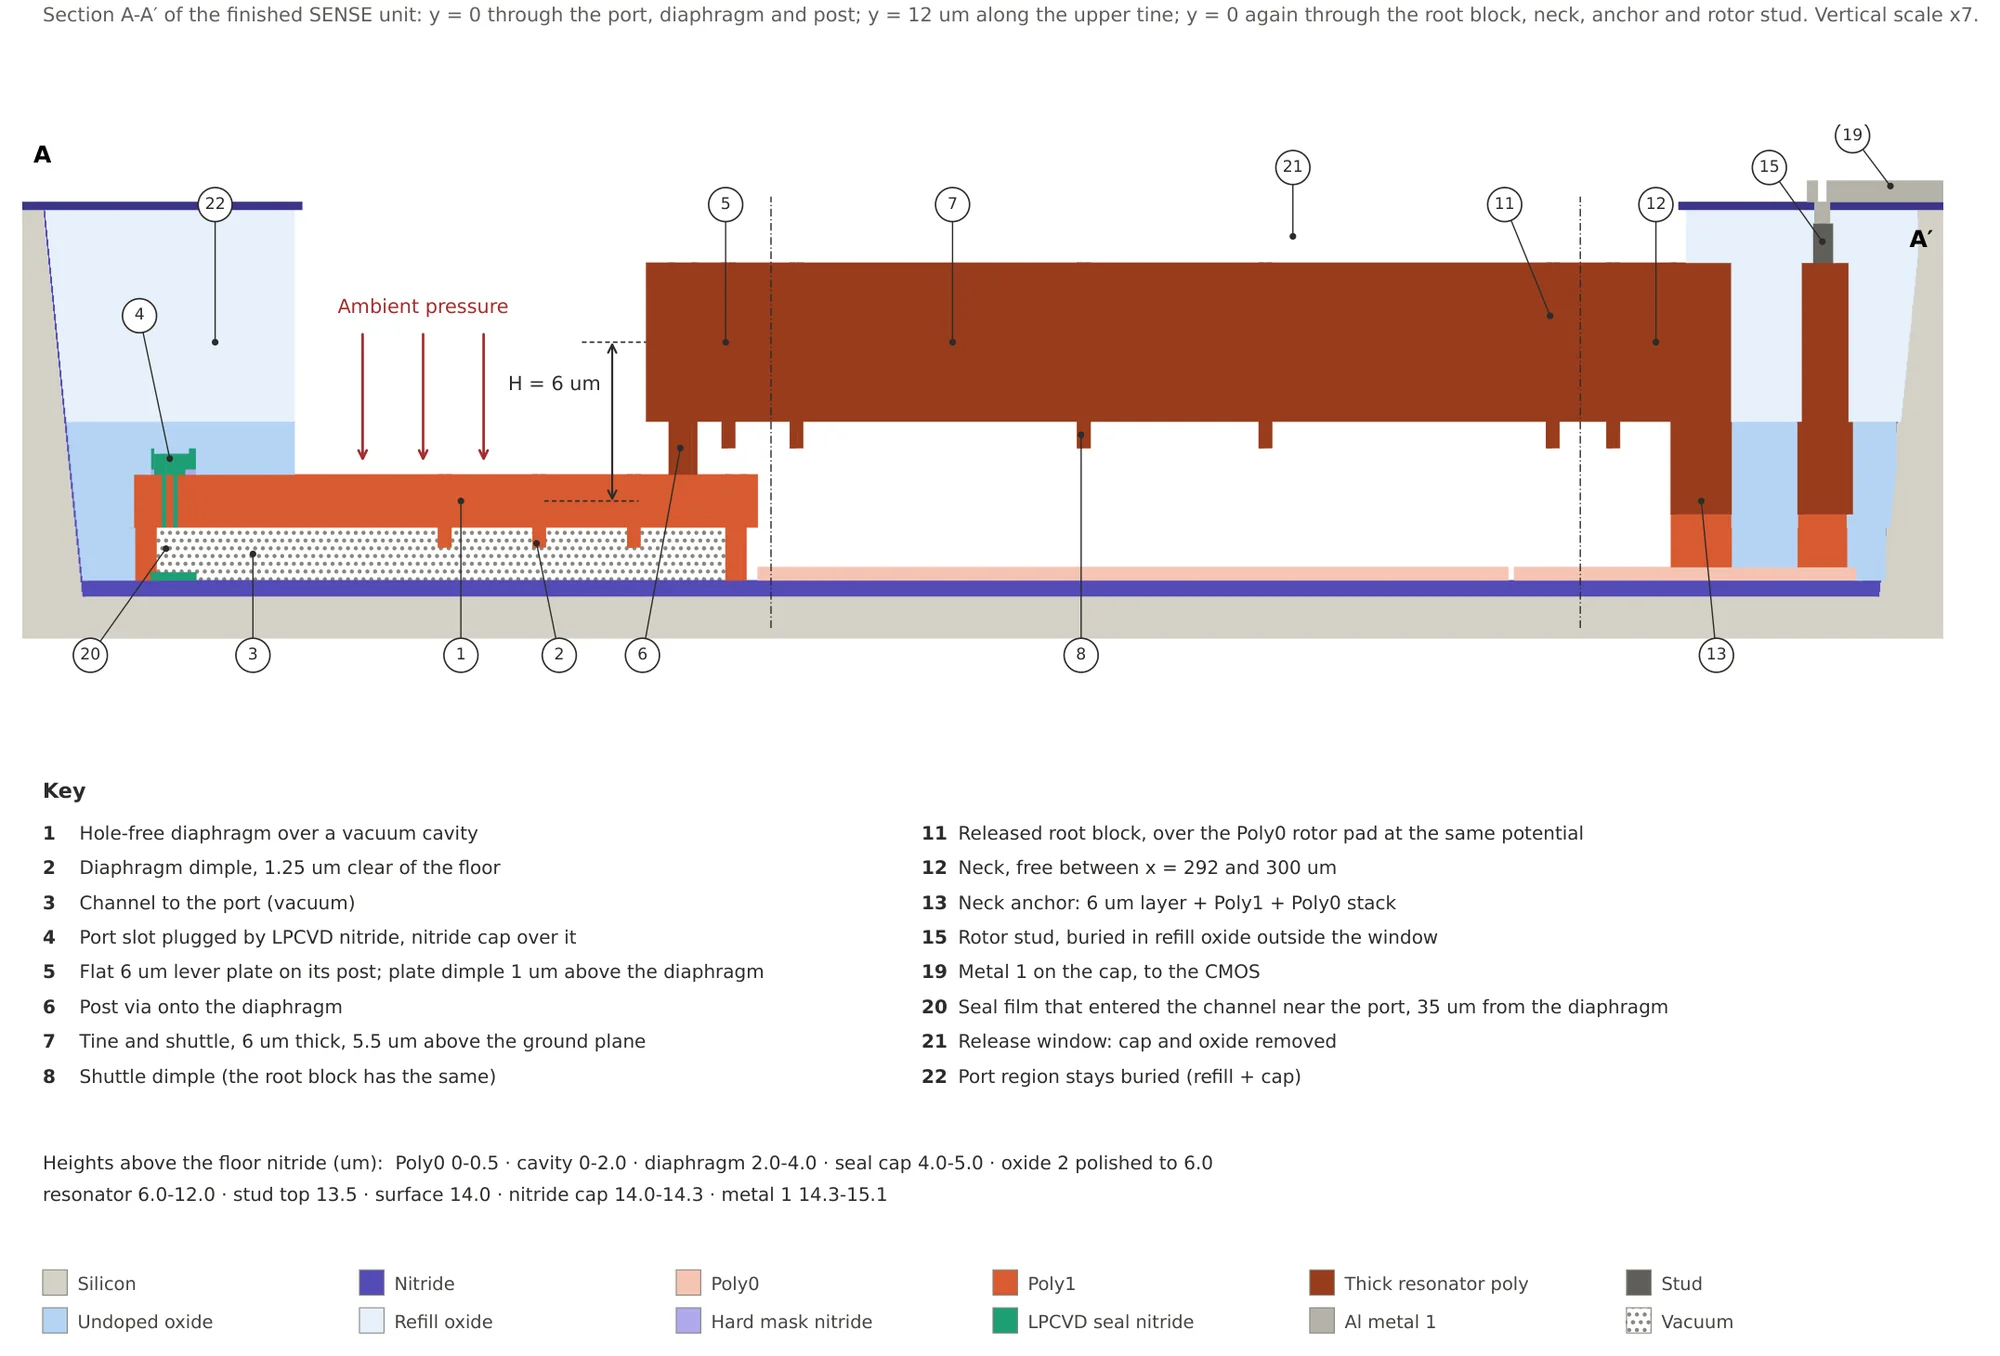 Section A-A′ of the finished SENSE unit: y = 0 through the port, diaphragm and post; y = 12 um along the upper tine; y = 0 again through the root block, neck, anchor and rotor stud. Vertical scale x7.
19
A
21
15
22
5
7
11
12
A′
4
Ambient pressure
H = 6 um
20
3
1
2
6
8
13
Key
1 Hole-free diaphragm over a vacuum cavity
2 Diaphragm dimple, 1.25 um clear of the floor
3 Channel to the port (vacuum)
4 Port slot plugged by LPCVD nitride, nitride cap over it
5 Flat 6 um lever plate on its post; plate dimple 1 um above the diaphragm
6 Post via onto the diaphragm
7 Tine and shuttle, 6 um thick, 5.5 um above the ground plane
8 Shuttle dimple (the root block has the same)
11 Released root block, over the Poly0 rotor pad at the same potential
12 Neck, free between x = 292 and 300 um
13 Neck anchor: 6 um layer + Poly1 + Poly0 stack
15 Rotor stud, buried in refill oxide outside the window
19 Metal 1 on the cap, to the CMOS
20 Seal film that entered the channel near the port, 35 um from the diaphragm
21 Release window: cap and oxide removed
22 Port region stays buried (refill + cap)
Heights above the floor nitride (um): Poly0 0-0.5 · cavity 0-2.0 · diaphragm 2.0-4.0 · seal cap 4.0-5.0 · oxide 2 polished to 6.0
resonator 6.0-12.0 · stud top 13.5 · surface 14.0 · nitride cap 14.0-14.3 · metal 1 14.3-15.1
Silicon
Nitride
Poly0
Poly1
Thick resonator poly
Stud
Undoped oxide
Refill oxide
Hard mask nitride
LPCVD seal nitride
Al metal 1
Vacuum